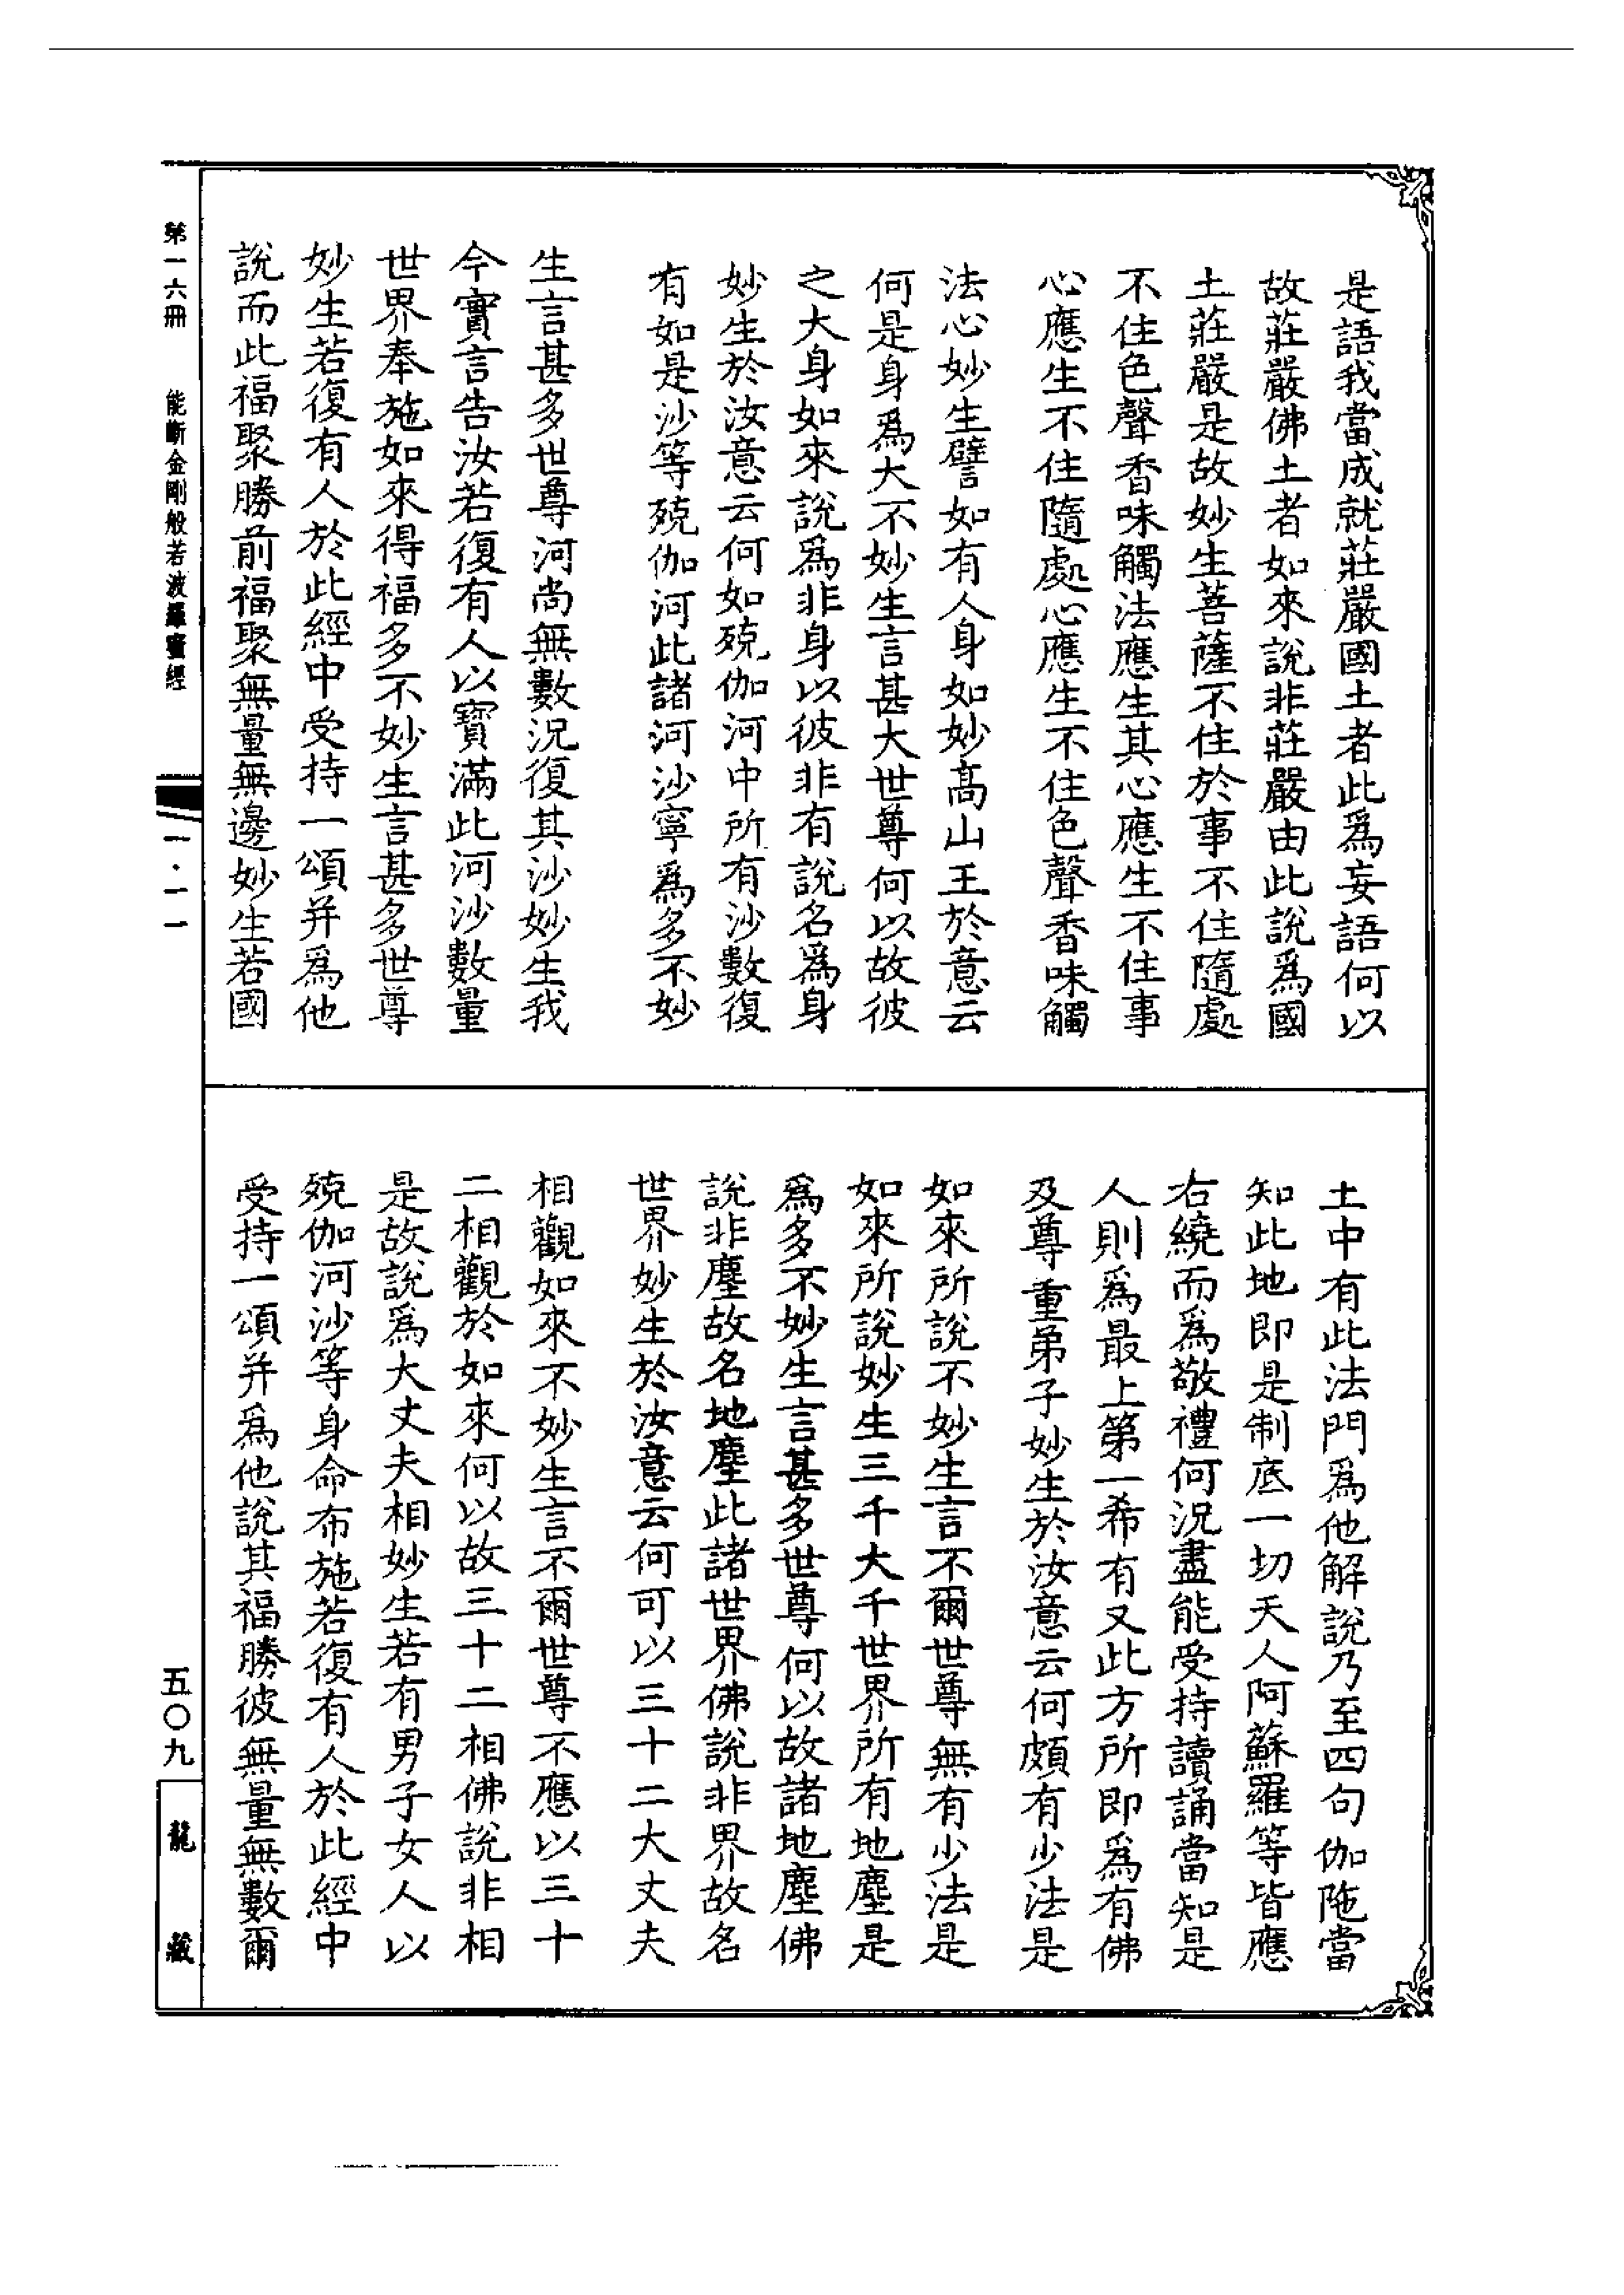 是語我當成就莊嚴國土者此爲妄語何以
故莊嚴佛土者如來說非莊嚴由此說爲國
土莊嚴是故妙生菩薩不住於事不住隨處
不住色聲香味觸法應生其心應生不住事
心應生不住隨處心應生不住色聲香味觸
法心妙生譬如有人身如妙高山王於意云
何是身爲大不妙生言甚大世尊何以故彼
之大身如來說爲非身以彼非有說名爲身
妙生於汝意云何如殑伽河中所有沙數復
有如是沙等殑伽河此諸河沙寧爲多不妙
生言甚多世尊河尚無數況復其沙妙生我
今實言告汝若復有人以寶滿此河沙數量
世界奉施如來得福多不妙生言甚多世尊
妙生若復有人於此經中受持一頌并爲他
說而此福聚勝前福聚無量無邊妙生若國
土中有此法門爲他解說乃至四句伽陁當
知此地即是制底一切天人阿蘇羅等皆應
右繞而爲敬禮何況盡能受持讀誦當知是
人則爲最上第一希有又此方所即爲有佛
及尊重弟子妙生於汝意云何頗有少法是
如來所說不妙生言不爾世尊無有少法是
如來所說妙生三千大千世界所有地塵是
爲多不妙生言甚多世尊何以故諸地塵佛
說非塵故名地塵此諸世界佛說非界故名
世界妙生於汝意云何可以三十二大丈夫
相觀如來不妙生言不爾世尊不應以三十
二相觀於如來何以故三十二相佛說非相
是故說爲大丈夫相妙生若有男子女人以
殑伽河沙等身命布施若復有人於此經中
受持一頌并爲他說其福勝彼無量無數爾
第一六冊 能斷金剛般若波羅蜜經
一·一一
五〇九
龍藏